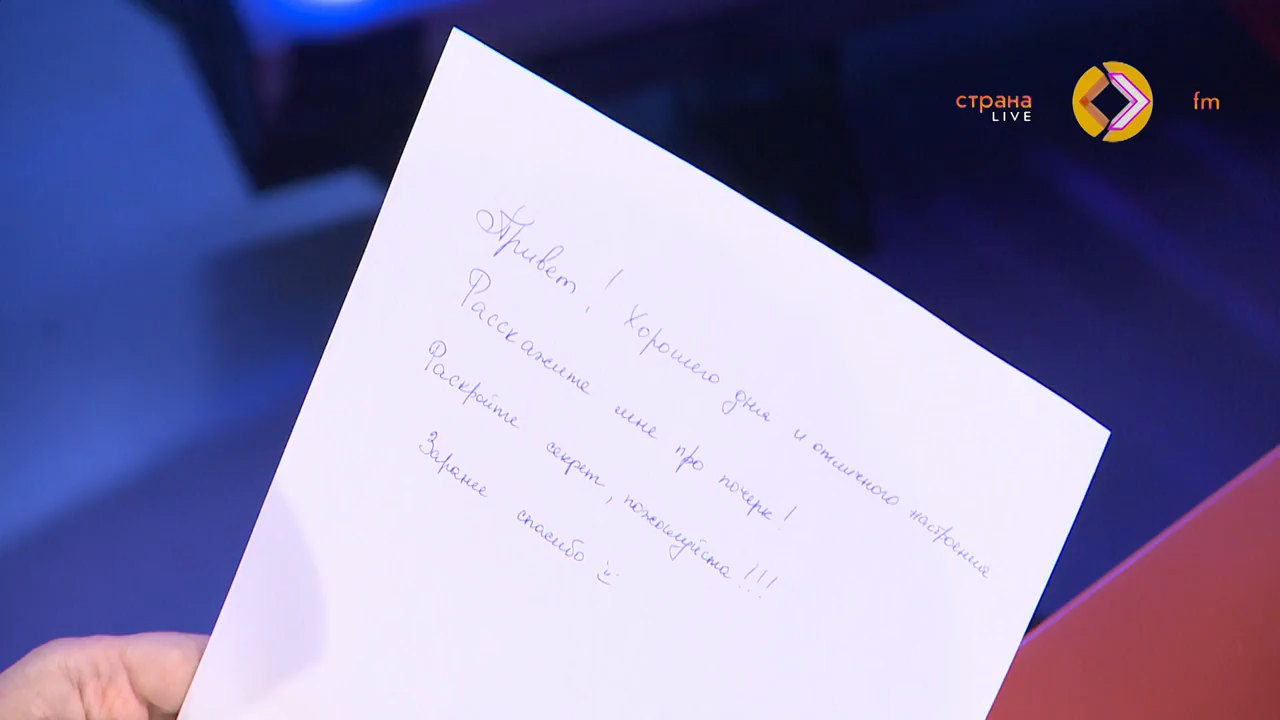 страна
LIVE
fm
Привет! Хорошего дня и отличного настроения
Расскажите мне про почерк!
Раскройте секрет, пожалуйста!!!
Заранее спасибо